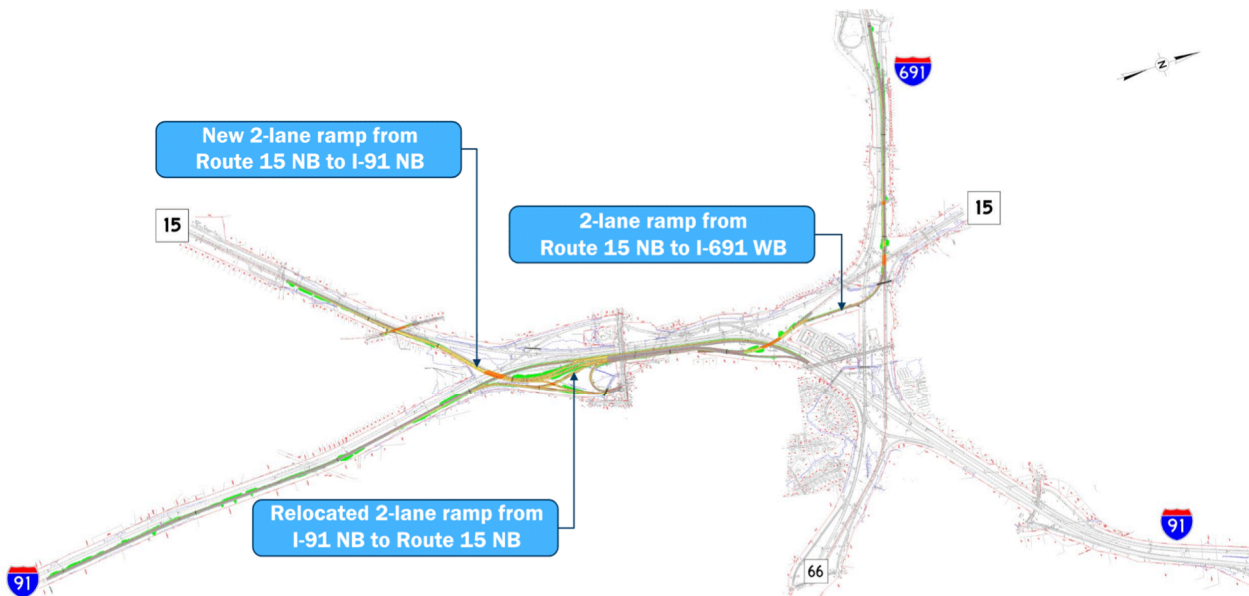 691
N
New 2-lane ramp from
Route 15 NB to I-91 NB
15
2-lane ramp from
Route 15 NB to I-691 WB
15
Relocated 2-lane ramp from
I-91 NB to Route 15 NB
91
66
91